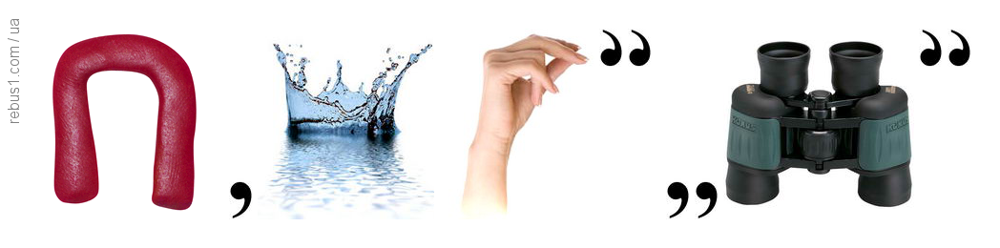 rebus1.com / ua
П , “ ,, “